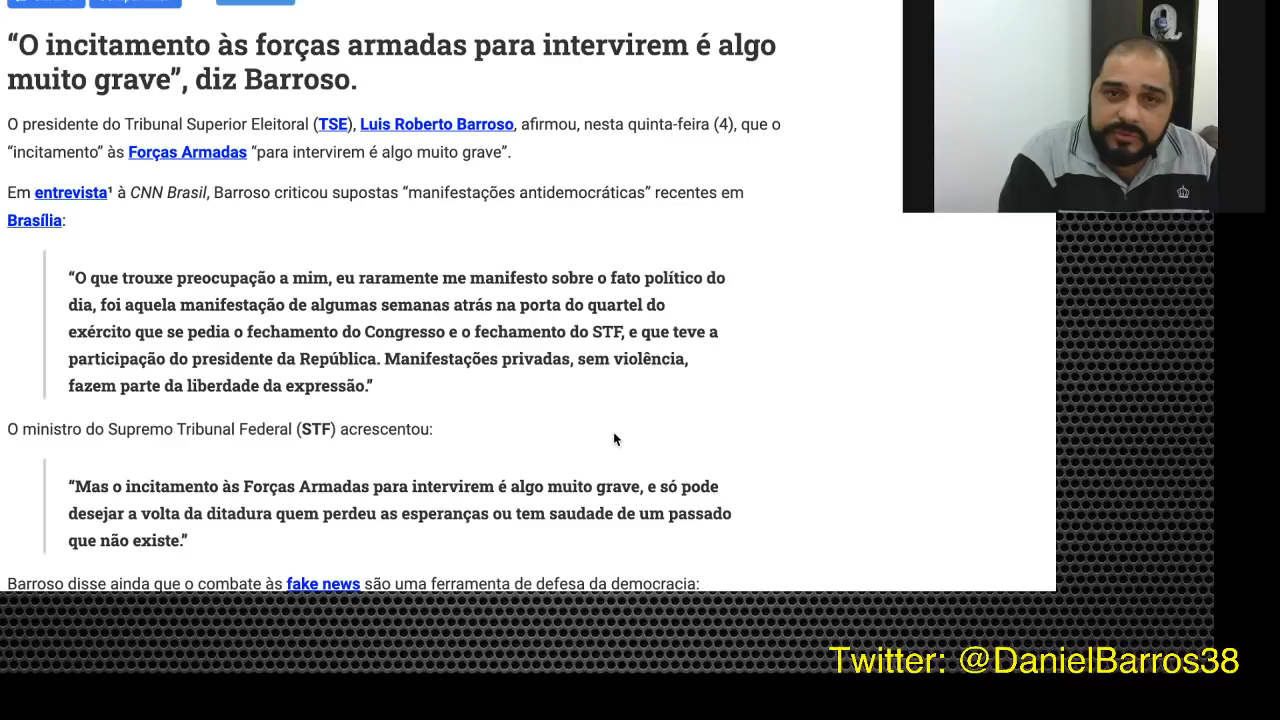 “O incitamento às forças armadas para intervirem é algo
muito grave”, diz Barroso.
O presidente do Tribunal Superior Eleitoral (TSE), Luis Roberto Barroso, afirmou, nesta quinta-feira (4), que o
“incitamento” às Forças Armadas “para intervirem é algo muito grave”.
Em entrevista¹ à CNN Brasil, Barroso criticou supostas “manifestações antidemocráticas” recentes em
Brasília:
“O que trouxe preocupação a mim, eu raramente me manifesto sobre o fato político do
dia, foi aquela manifestação de algumas semanas atrás na porta do quartel do
exército que se pedia o fechamento do Congresso e o fechamento do STF, e que teve a
participação do presidente da República. Manifestações privadas, sem violência,
fazem parte da liberdade da expressão.”
O ministro do Supremo Tribunal Federal (STF) acrescentou:
“Mas o incitamento às Forças Armadas para intervirem é algo muito grave, e só pode
desejar a volta da ditadura quem perdeu as esperanças ou tem saudade de um passado
que não existe.”
Barroso disse ainda que o combate às fake news são uma ferramenta de defesa da democracia:
Twitter: @DanielBarros38